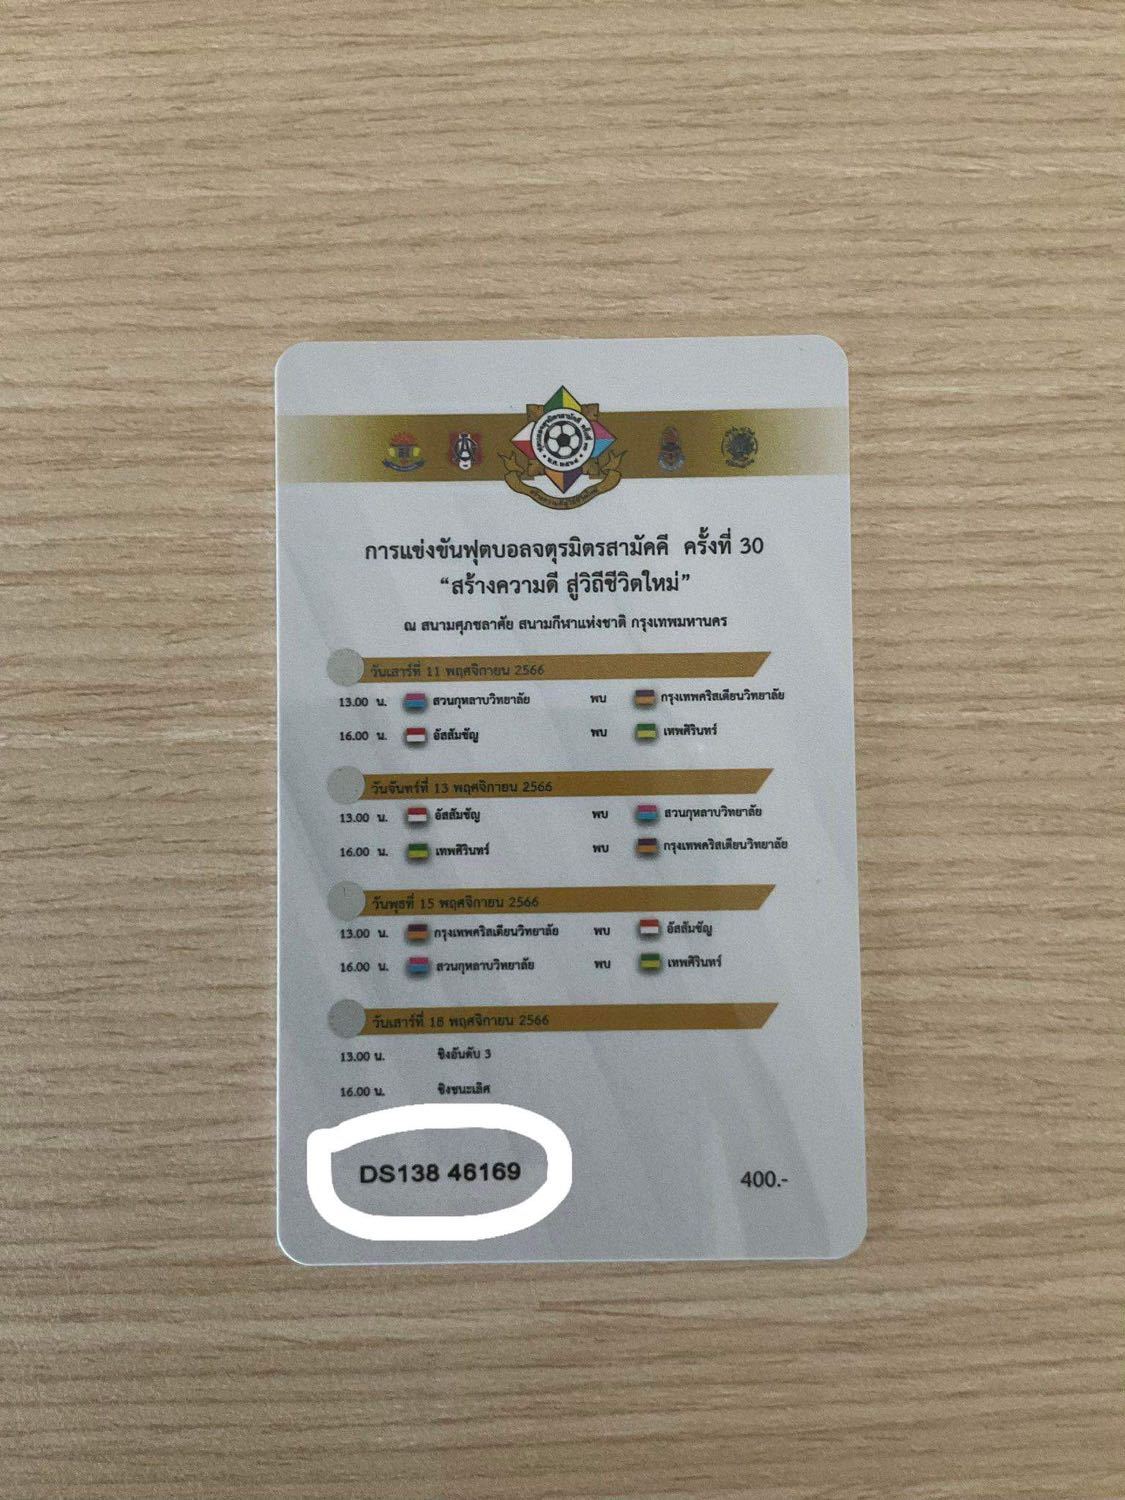 การแข่งขันฟุตบอลจตุรมิตรสามัคคี ครั้งที่ 30
“สร้างความดี สู่วิถีชีวิตใหม่”
ณ สนามศุภชลาศัย สนามกีฬาแห่งชาติ กรุงเทพมหานคร
วันเสาร์ที่ 11 พฤศจิกายน 2566
13.00 น. สวนกุหลาบวิทยาลัย พบ กรุงเทพคริสเตียนวิทยาลัย
16.00 น. อัสสัมชัญ พบ เทพศิรินทร์
วันจันทร์ที่ 13 พฤศจิกายน 2566
13.00 น. อัสสัมชัญ พบ สวนกุหลาบวิทยาลัย
16.00 น. เทพศิรินทร์ พบ กรุงเทพคริสเตียนวิทยาลัย
วันพุธที่ 15 พฤศจิกายน 2566
13.00 น. กรุงเทพคริสเตียนวิทยาลัย พบ อัสสัมชัญ
16.00 น. สวนกุหลาบวิทยาลัย พบ เทพศิรินทร์
วันเสาร์ที่ 18 พฤศจิกายน 2566
13.00 น. ชิงอันดับ 3
16.00 น. ชิงชนะเลิศ
DS138 46169 400.-